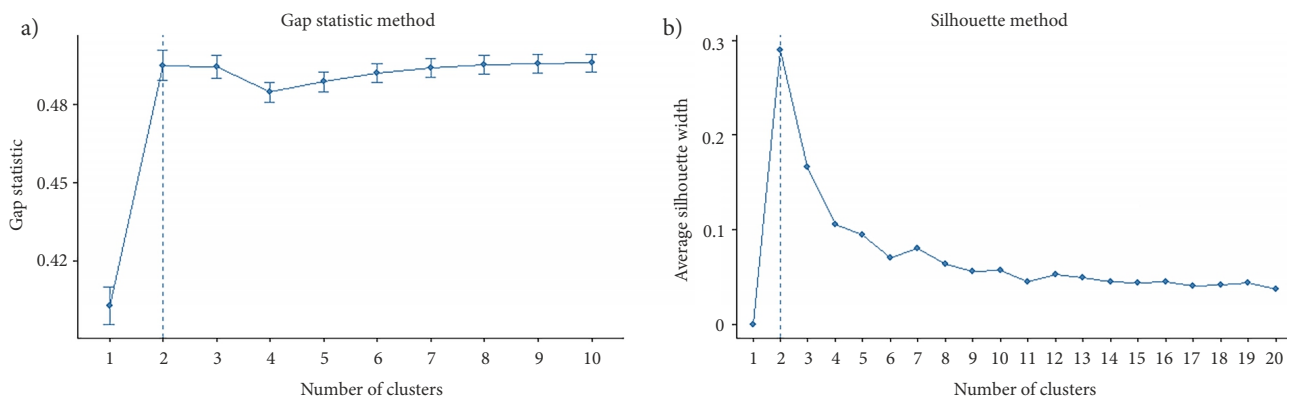 a)
Gap statistic method
Gap statistic
0.48
0.45
0.42
1 2 3 4 5 6 7 8 9 10
Number of clusters
b)
Silhouette method
Average silhouette width
0.3
0.2
0.1
0
1 2 3 4 5 6 7 8 9 10 11 12 13 14 15 16 17 18 19 20
Number of clusters